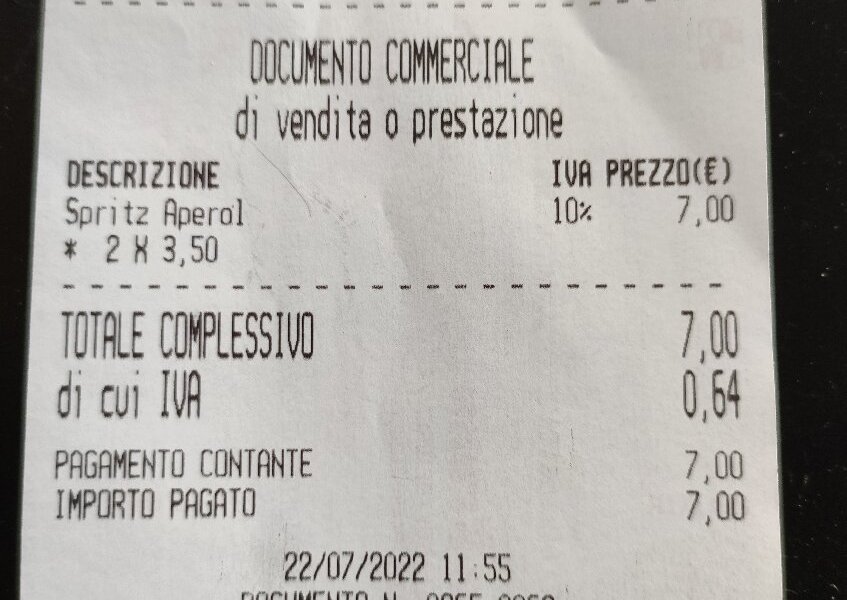 DOCUMENTO COMMERCIALE
di vendita o prestazione
DESCRIZIONE IVA PREZZO(€)
Spritz Aperol 10% 7,00
* 2 X 3,50
TOTALE COMPLESSIVO 7,00
di cui IVA 0,64
PAGAMENTO CONTANTE 7,00
IMPORTO PAGATO 7,00
22/07/2022 11:55
DOCUMENTO N.